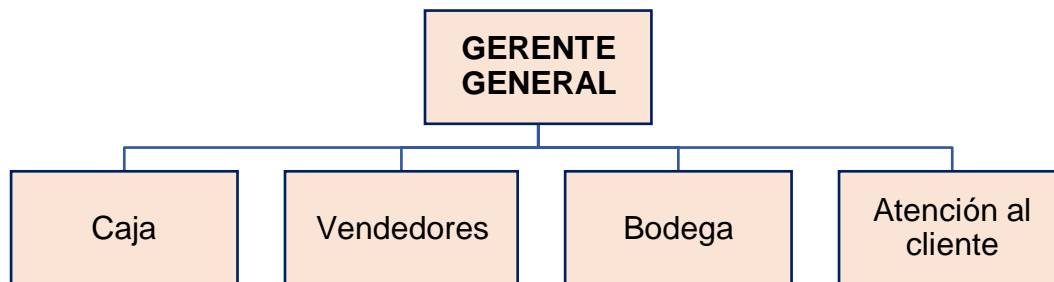 GERENTE
GENERAL
Caja
Vendedores
Bodega
Atención al
cliente